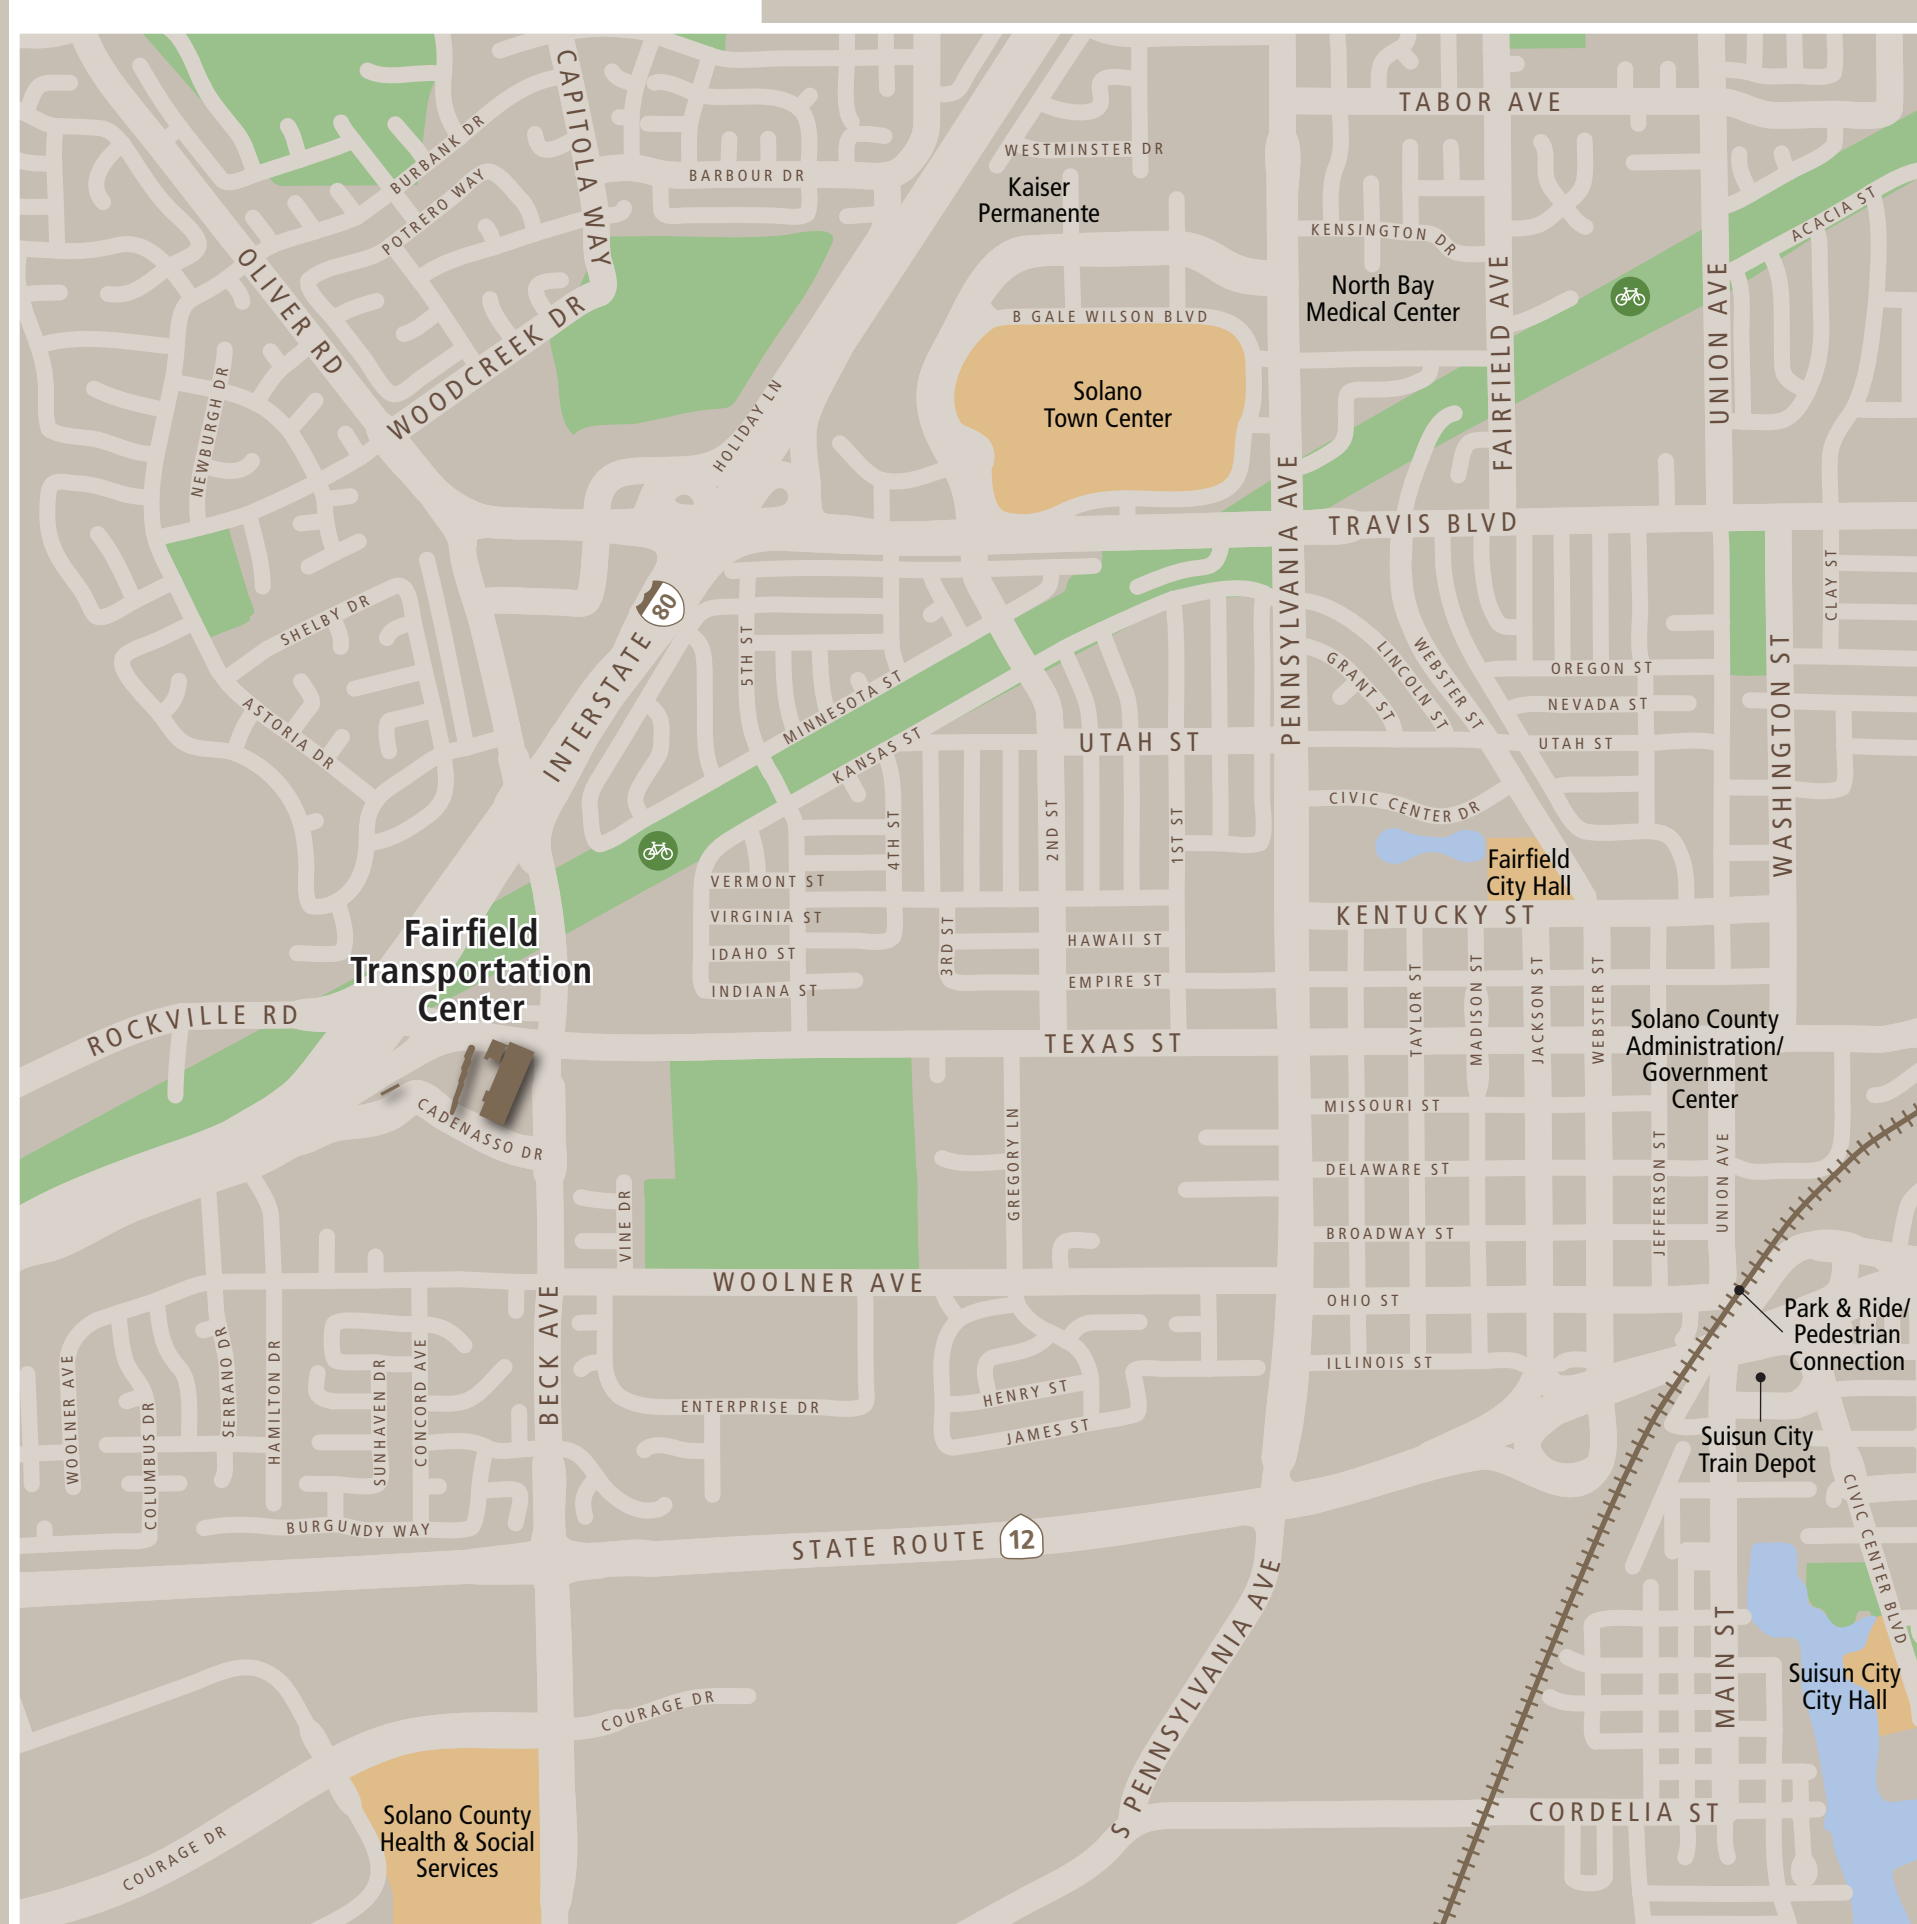 CAPITOLA WAY
TABOR AVE
BURBANK DR
POTRERO WAY
BARBOUR DR
WESTMINSTER DR
Kaiser
Permanente
ACACIA ST
KENSINGTON DR
OLIVER RD
WOODCREEK DR
North Bay
Medical Center
FAIRFIELD AVE
UNION AVE
B GALE WILSON BLVD
NEWBURGH DR
HOLIDAY LN
Solano
Town Center
PENNSYLVANIA AVE
TRAVIS BLVD
CLAY ST
80
INTERSTATE
SHELBY DR
5TH ST
MINNESOTA ST
KANSAS ST
ASTORIA DR
GRANT ST
LINCOLN ST
WEBSTER ST
OREGON ST
NEVADA ST
UTAH ST
UTAH ST
WASHINGTON ST
CIVIC CENTER DR
4TH ST
2ND ST
1ST ST
Fairfield
City Hall
VERMONT ST
VIRGINIA ST
IDAHO ST
INDIANA ST
3RD ST
HAWAII ST
EMPIRE ST
KENTUCKY ST
Fairfield
Transportation
Center
ROCKVILLE RD
TEXAS ST
TAYLOR ST
MADISON ST
JACKSON ST
WEBSTER ST
Solano County
Administration/
Government
Center
CADENASSO DR
MISSOURI ST
DELAWARE ST
BROADWAY ST
OHIO ST
ILLINOIS ST
JEFFERSON ST
UNION AVE
GREGORY LN
VINE DR
WOOLNER AVE
BECK AVE
Park & Ride/
Pedestrian
Connection
WOOLNER AVE
COLUMBUS DR
SERRANO DR
HAMILTON DR
SUNHAVEN DR
CONCORD AVE
ENTERPRISE DR
HENRY ST
JAMES ST
Suisun City
Train Depot
BURGUNDY WAY
STATE ROUTE
12
CIVIC CENTER BLVD
S PENNSYLVANIA AVE
MAIN ST
Suisun City
City Hall
COURAGE DR
CORDELIA ST
Solano County
Health & Social
Services
COURAGE DR